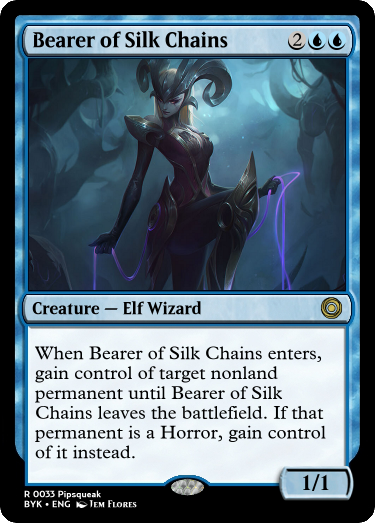 Bearer of Silk Chains 2
Creature — Elf Wizard
When Bearer of Silk Chains enters,
gain control of target nonland
permanent until Bearer of Silk
Chains leaves the battlefield. If that
permanent is a Horror, gain control
of it instead.
1/1
R 0033 Pipsqueak
BYK • ENG Jem Flores